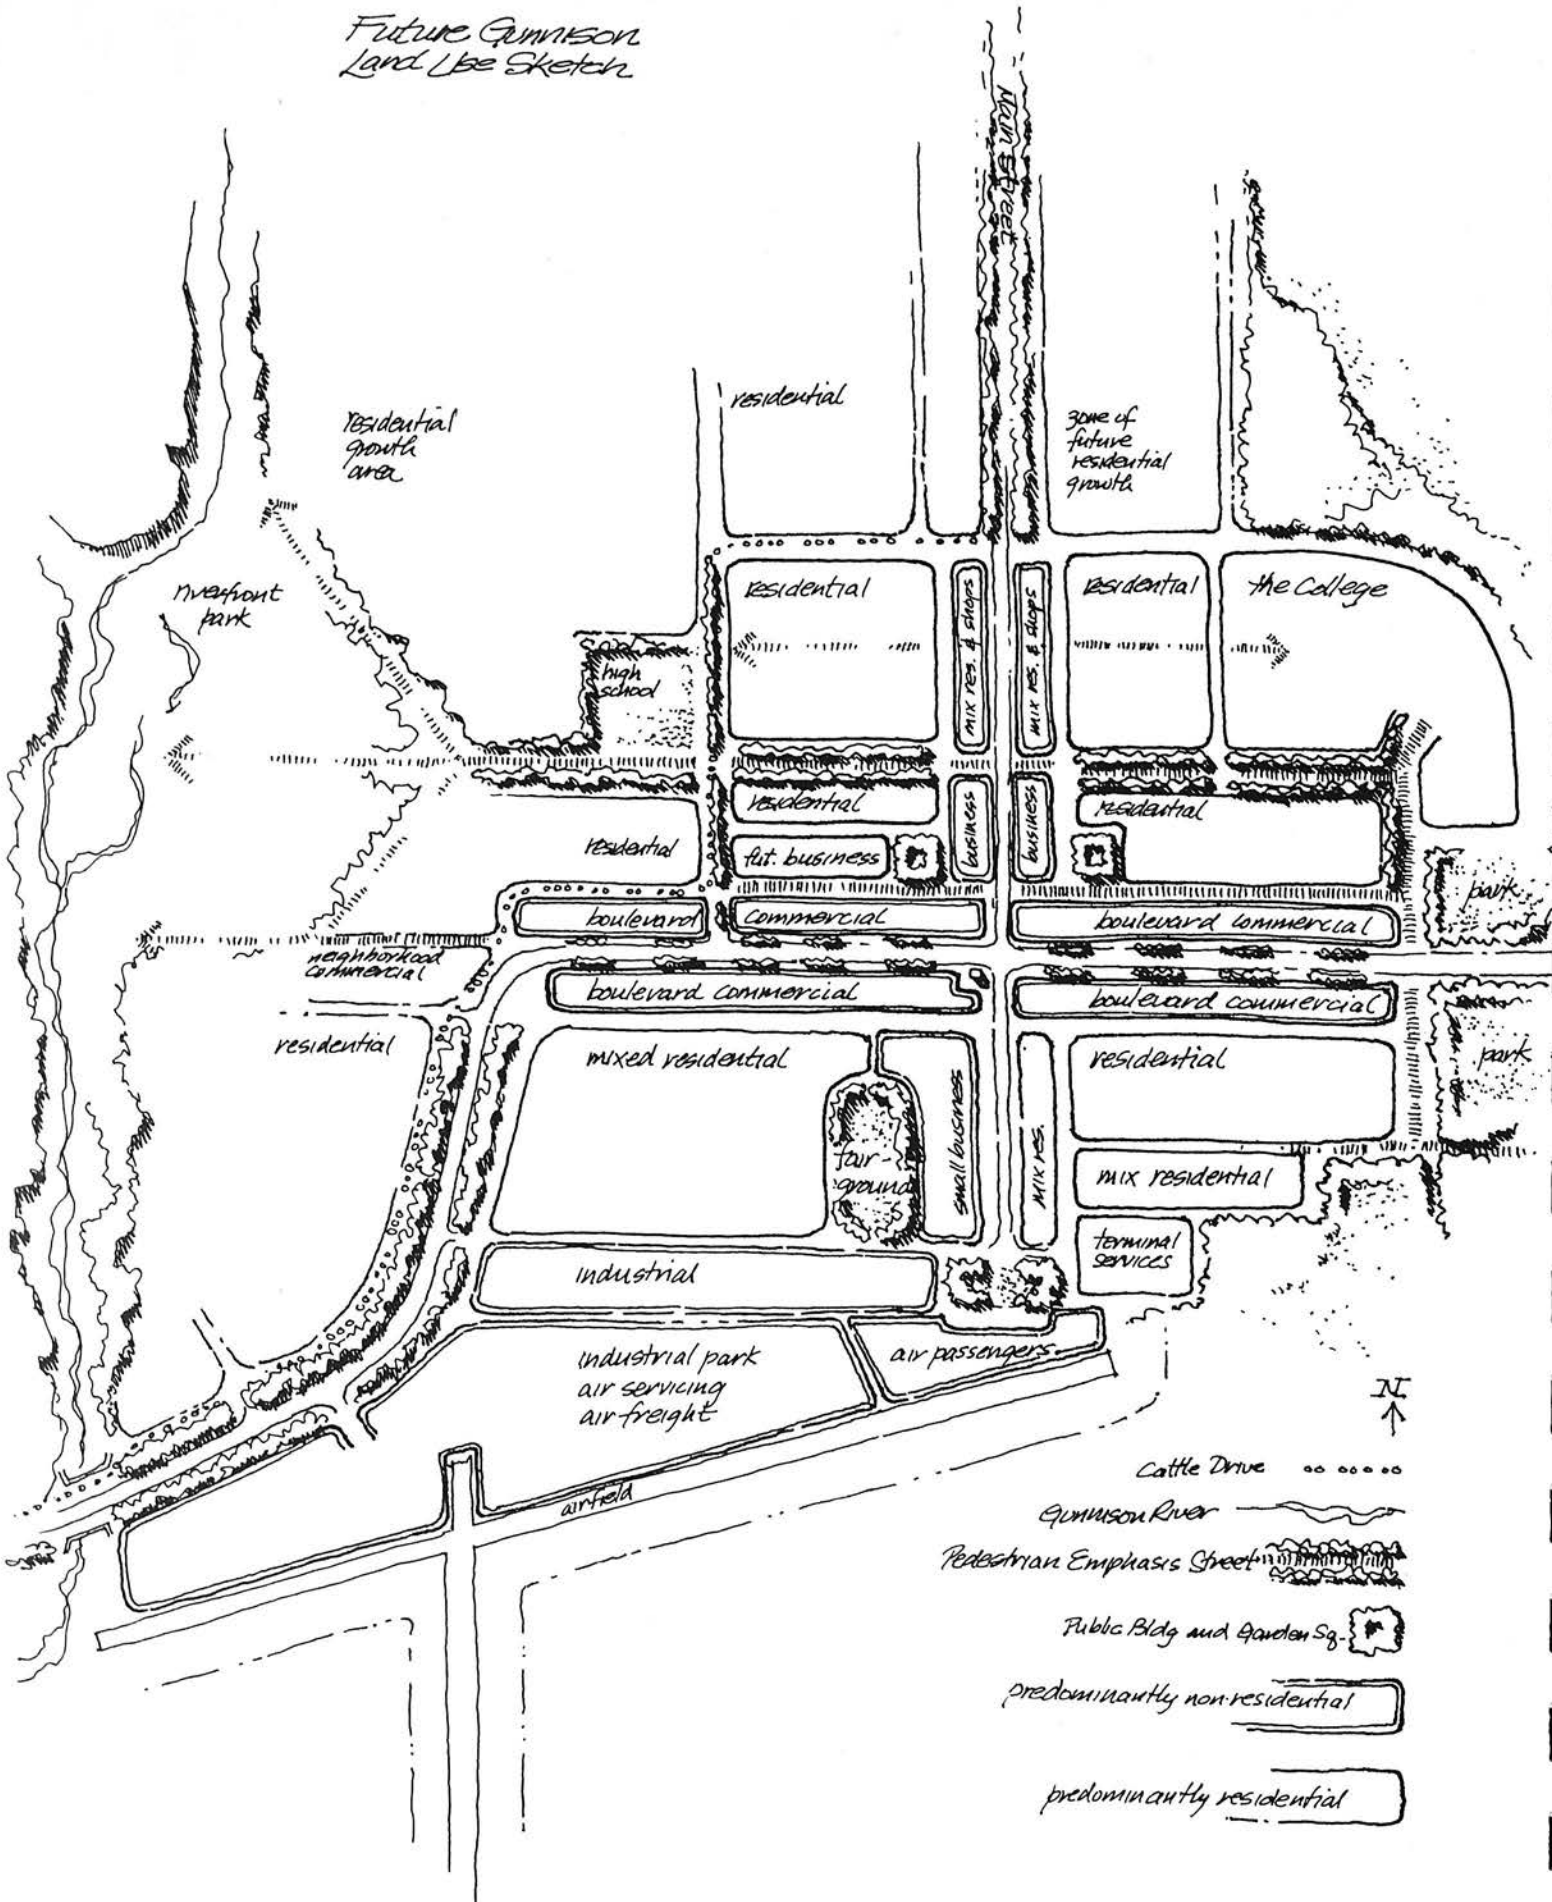 Future Gunnison
Land Use Sketch
Main Street
residential
growth
area
residential
zone of
future
residential
growth
riverfront
park
residential
mix res. & shops
mix res. & shops
residential
the College
high
school
residential
business
business
residential
residential
fut. business
park
boulevard
commercial
boulevard commercial
neighborhood
commercial
boulevard commercial
boulevard commercial
residential
mixed residential
residential
park
fair-
ground
small business
mix res.
mix residential
terminal
services
industrial
industrial park
air servicing
air freight
air passengers
airfield
N
Cattle Drive
Gunnison River
Pedestrian Emphasis Street
Public Bldg and Garden Sq.
predominantly non-residential
predominantly residential